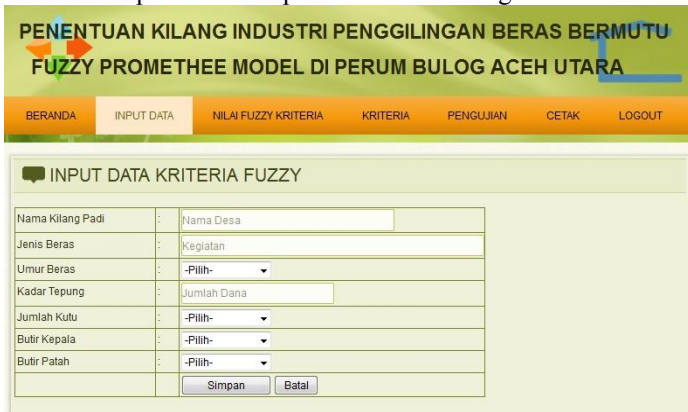 PENENTUAN KILANG INDUSTRI PENGGILINGAN BERAS BERMUTU
FUZZY PROMETHEE MODEL DI PERUM BULOG ACEH UTARA
BERANDA INPUT DATA NILAI FUZZY KRITERIA KRITERIA PENGUJIAN CETAK LOGOUT
INPUT DATA KRITERIA FUZZY
Nama Kilang Padi : Nama Desa
Jenis Beras : Kegiatan
Umur Beras : -Pilih-
Kadar Tepung : Jumlah Dana
Jumlah Kutu : -Pilih-
Butir Kepala : -Pilih-
Butir Patah : -Pilih-
Simpan Batal